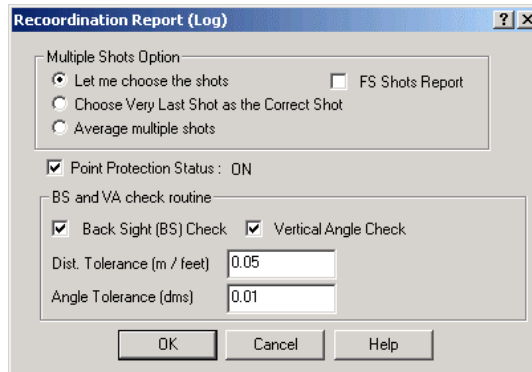 Recoordination Report (Log)
Multiple Shots Option
Let me choose the shots
FS Shots Report
Choose Very Last Shot as the Correct Shot
Average multiple shots
Point Protection Status : ON
BS and VA check routine
Back Sight (BS) Check
Vertical Angle Check
Dist. Tolerance (m / feet) 0.05
Angle Tolerance (dms) 0.01
OK Cancel Help